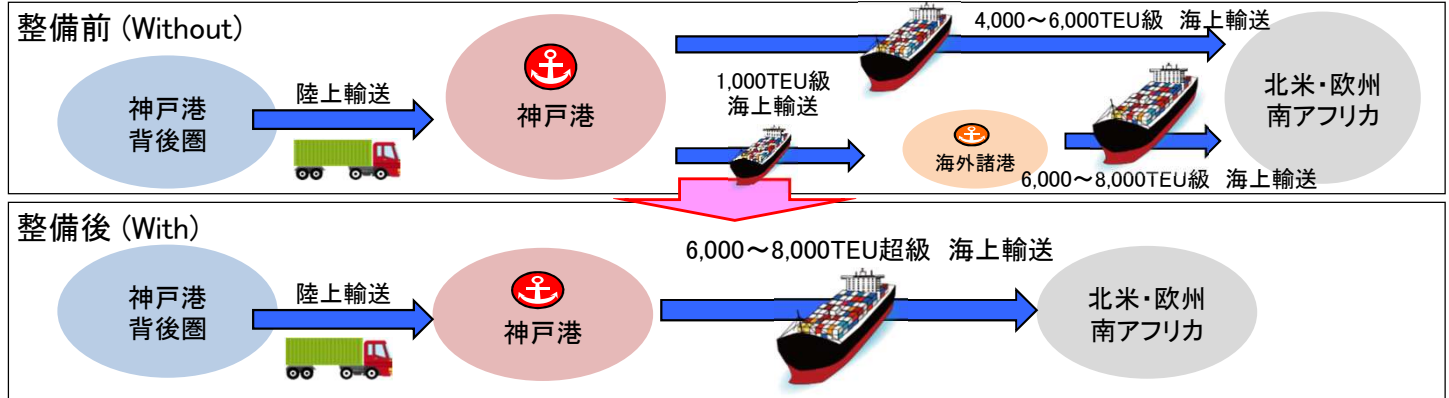 整備前 (Without)
神戸港
背後圏
陸上輸送
神戸港
4,000～6,000TEU級 海上輸送
1,000TEU級
海上輸送
海外諸港
6,000～8,000TEU級 海上輸送
北米・欧州
南アフリカ
整備後 (With)
神戸港
背後圏
陸上輸送
神戸港
6,000～8,000TEU超級 海上輸送
北米・欧州
南アフリカ